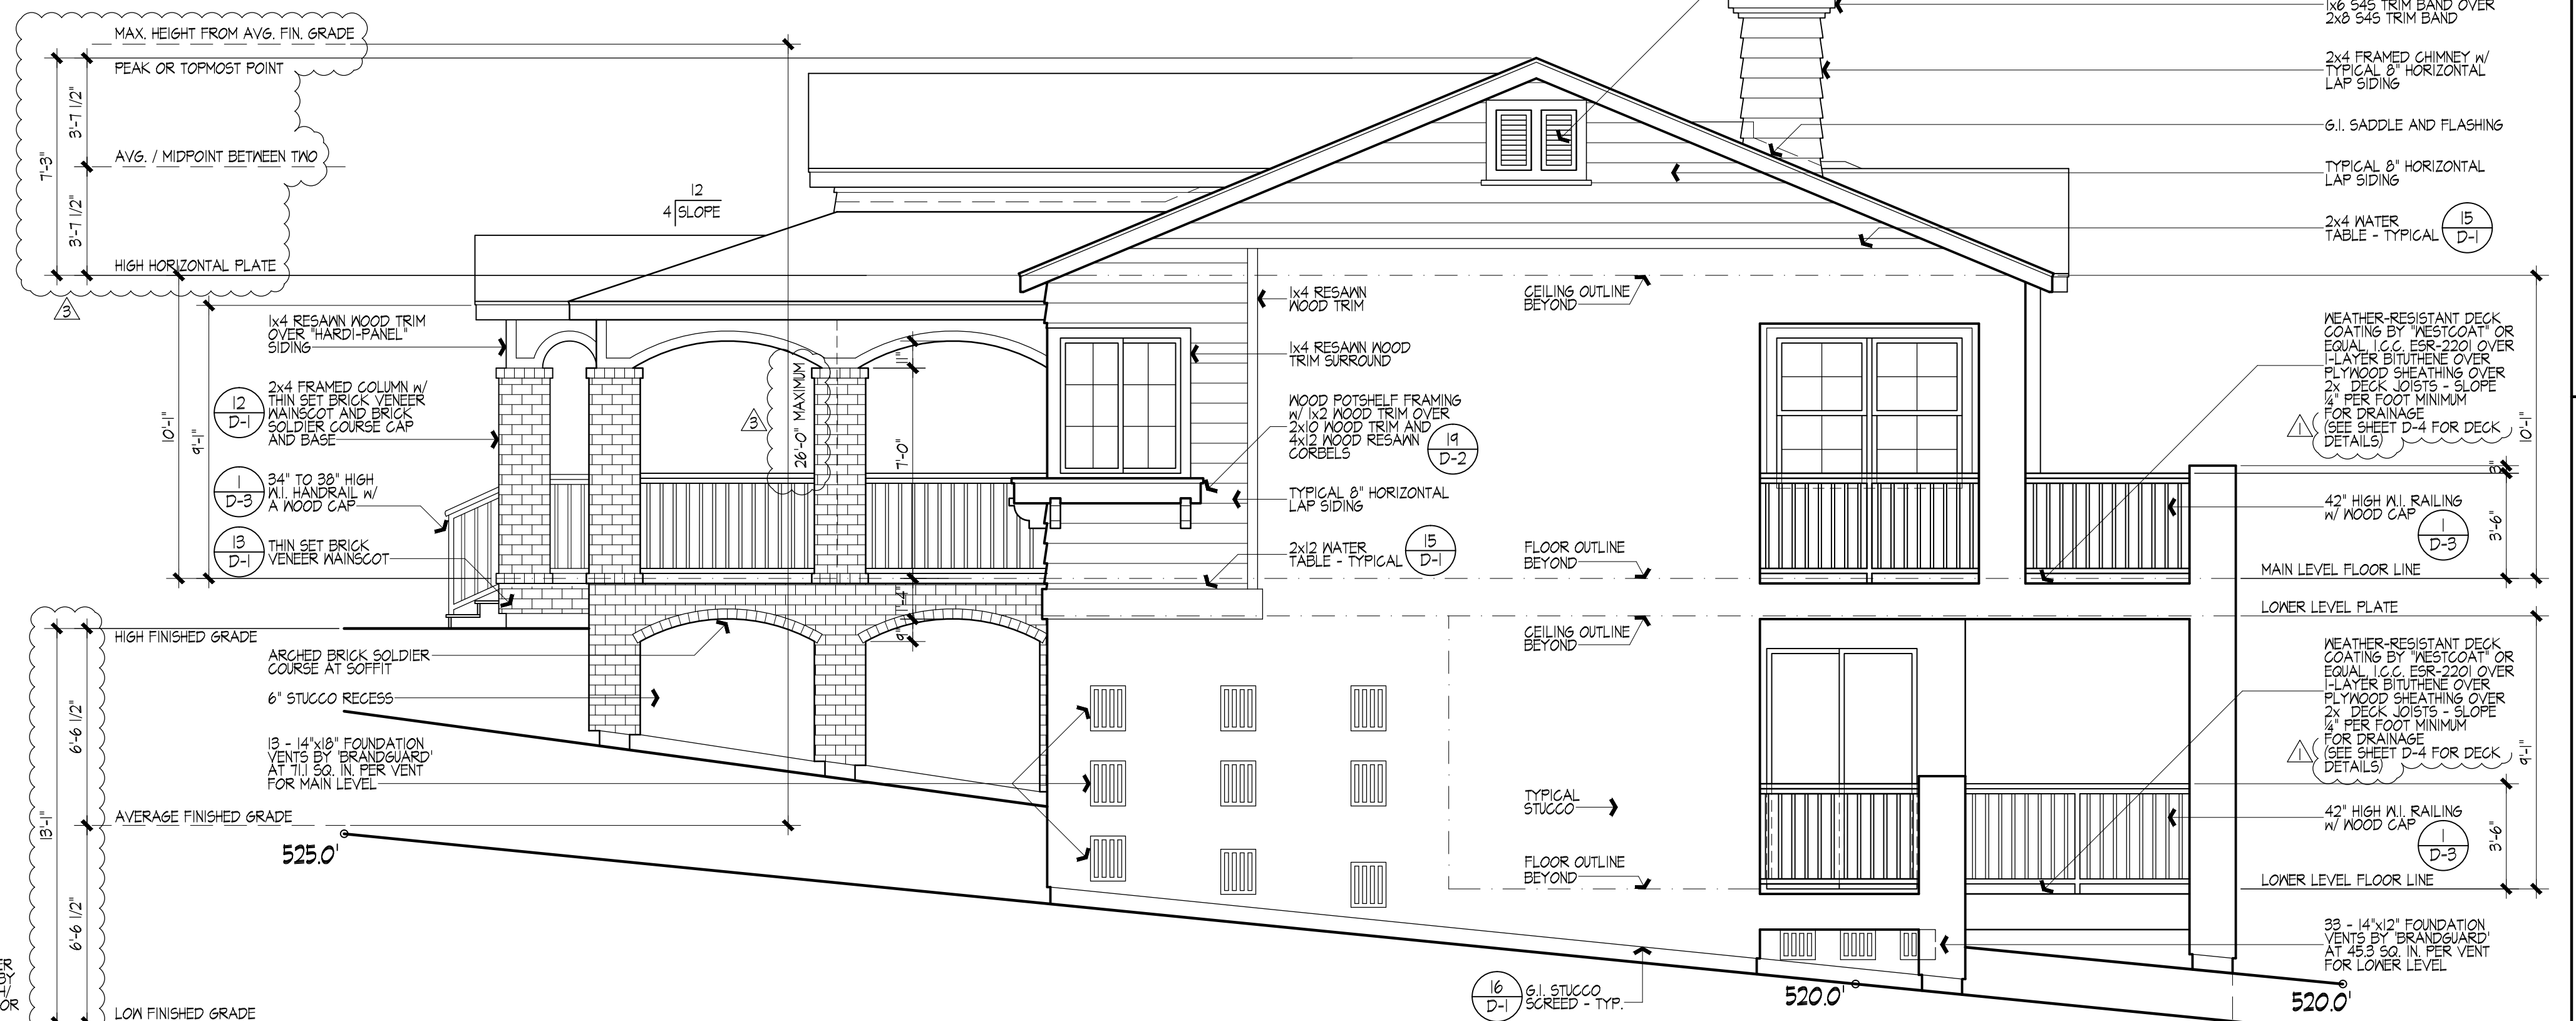 MAX. HEIGHT FROM AVG. FIN. GRADE
PEAK OR TOPMOST POINT
3'-7 1/2"
7'-3"
AVG. / MIDPOINT BETWEEN TWO
3'-7 1/2"
HIGH HORIZONTAL PLATE
3
12
4 SLOPE
1x4 RESAWN WOOD TRIM
OVER "HARDI-PANEL"
SIDING
12
D-1
2x4 FRAMED COLUMN w/
THIN SET BRICK VENEER
WAINSCOT AND BRICK
SOLDIER COURSE CAP
AND BASE
10'-1"
9'-1"
1
D-3
34" TO 38" HIGH
W.I. HANDRAIL w/
A WOOD CAP
13
D-1
THIN SET BRICK
VENEER WAINSCOT
HIGH FINISHED GRADE
ARCHED BRICK SOLDIER
COURSE AT SOFFIT
6" STUCCO RECESS
13 - 14"x18" FOUNDATION
VENTS BY 'BRANDGUARD'
AT 71.1 SQ. IN. PER VENT
FOR MAIN LEVEL
6'-6 1/2"
13'-1"
AVERAGE FINISHED GRADE
525.0'
6'-6 1/2"
LOW FINISHED GRADE
3
26'-0" MAXIMUM
11"
7'-0"
1'-4"
9"
1x4 RESAWN
WOOD TRIM
1x4 RESAWN WOOD
TRIM SURROUND
WOOD POTSHELF FRAMING
w/ 1x2 WOOD TRIM OVER
2x10 WOOD TRIM AND
4x12 WOOD RESAWN
CORBELS
19
D-2
TYPICAL 8" HORIZONTAL
LAP SIDING
2x12 WATER
TABLE - TYPICAL
15
D-1
CEILING OUTLINE
BEYOND
FLOOR OUTLINE
BEYOND
CEILING OUTLINE
BEYOND
TYPICAL
STUCCO
FLOOR OUTLINE
BEYOND
16
D-1
G.I. STUCCO
SCREED - TYP.
520.0'
520.0'
1x6 S4S TRIM BAND OVER
2x8 S4S TRIM BAND
2x4 FRAMED CHIMNEY w/
TYPICAL 8" HORIZONTAL
LAP SIDING
G.I. SADDLE AND FLASHING
TYPICAL 8" HORIZONTAL
LAP SIDING
2x4 WATER
TABLE - TYPICAL
15
D-1
WEATHER-RESISTANT DECK
COATING BY "WESTCOAT" OR
EQUAL, I.C.C. ESR-2201 OVER
1-LAYER BITUTHENE OVER
PLYWOOD SHEATHING OVER
2x DECK JOISTS - SLOPE
1/4" PER FOOT MINIMUM
FOR DRAINAGE
(SEE SHEET D-4 FOR DECK
DETAILS)
1
10'-1"
3"
42" HIGH W.I. RAILING
w/ WOOD CAP
1
D-3
3'-6"
MAIN LEVEL FLOOR LINE
LOWER LEVEL PLATE
WEATHER-RESISTANT DECK
COATING BY "WESTCOAT" OR
EQUAL, I.C.C. ESR-2201 OVER
1-LAYER BITUTHENE OVER
PLYWOOD SHEATHING OVER
2x DECK JOISTS - SLOPE
1/4" PER FOOT MINIMUM
FOR DRAINAGE
(SEE SHEET D-4 FOR DECK
DETAILS)
1
9'-1"
42" HIGH W.I. RAILING
w/ WOOD CAP
1
D-3
3'-6"
LOWER LEVEL FLOOR LINE
33 - 14"x12" FOUNDATION
VENTS BY 'BRANDGUARD'
AT 45.3 SQ. IN. PER VENT
FOR LOWER LEVEL